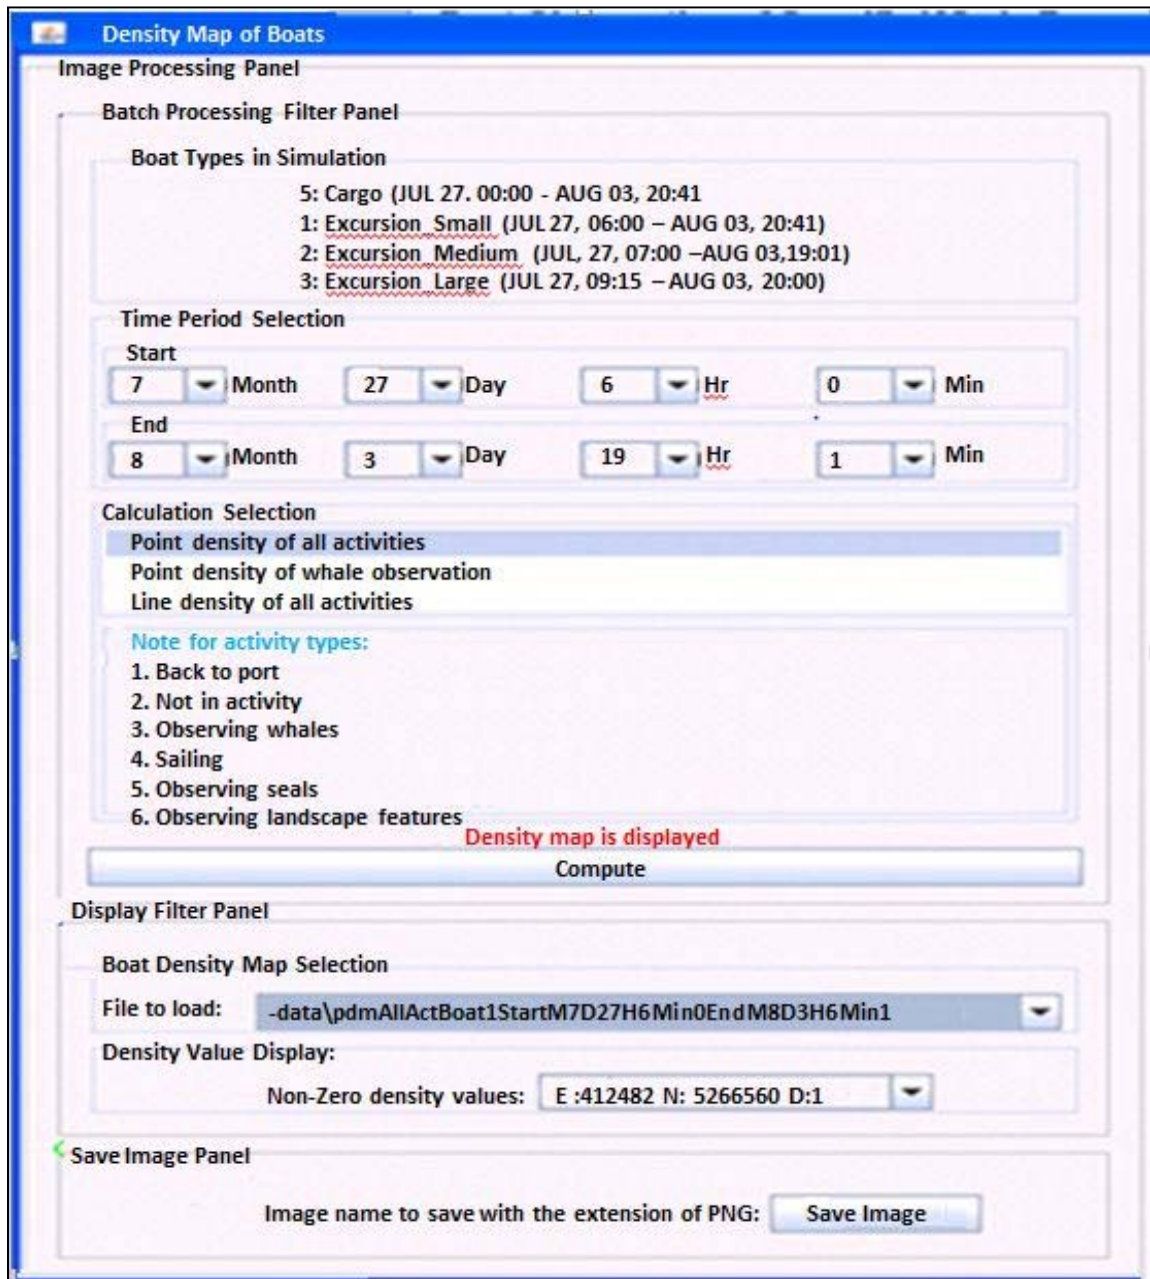 Density Map of Boats
Image Processing Panel
Batch Processing Filter Panel
Boat Types in Simulation
5: Cargo (JUL 27. 00:00 - AUG 03, 20:41
1: Excursion_Small (JUL 27, 06:00 – AUG 03, 20:41)
2: Excursion_Medium (JUL, 27, 07:00 –AUG 03,19:01)
3: Excursion_Large (JUL 27, 09:15 – AUG 03, 20:00)
Time Period Selection
Start
7 Month 27 Day 6 Hr 0 Min
End
8 Month 3 Day 19 Hr 1 Min
Calculation Selection
Point density of all activities
Point density of whale observation
Line density of all activities
Note for activity types:
1. Back to port
2. Not in activity
3. Observing whales
4. Sailing
5. Observing seals
6. Observing landscape features
Density map is displayed
Compute
Display Filter Panel
Boat Density Map Selection
File to load: -data\pdmAllActBoat1StartM7D27H6Min0EndM8D3H6Min1
Density Value Display:
Non-Zero density values: E :412482 N: 5266560 D:1
Save Image Panel
Image name to save with the extension of PNG: Save Image